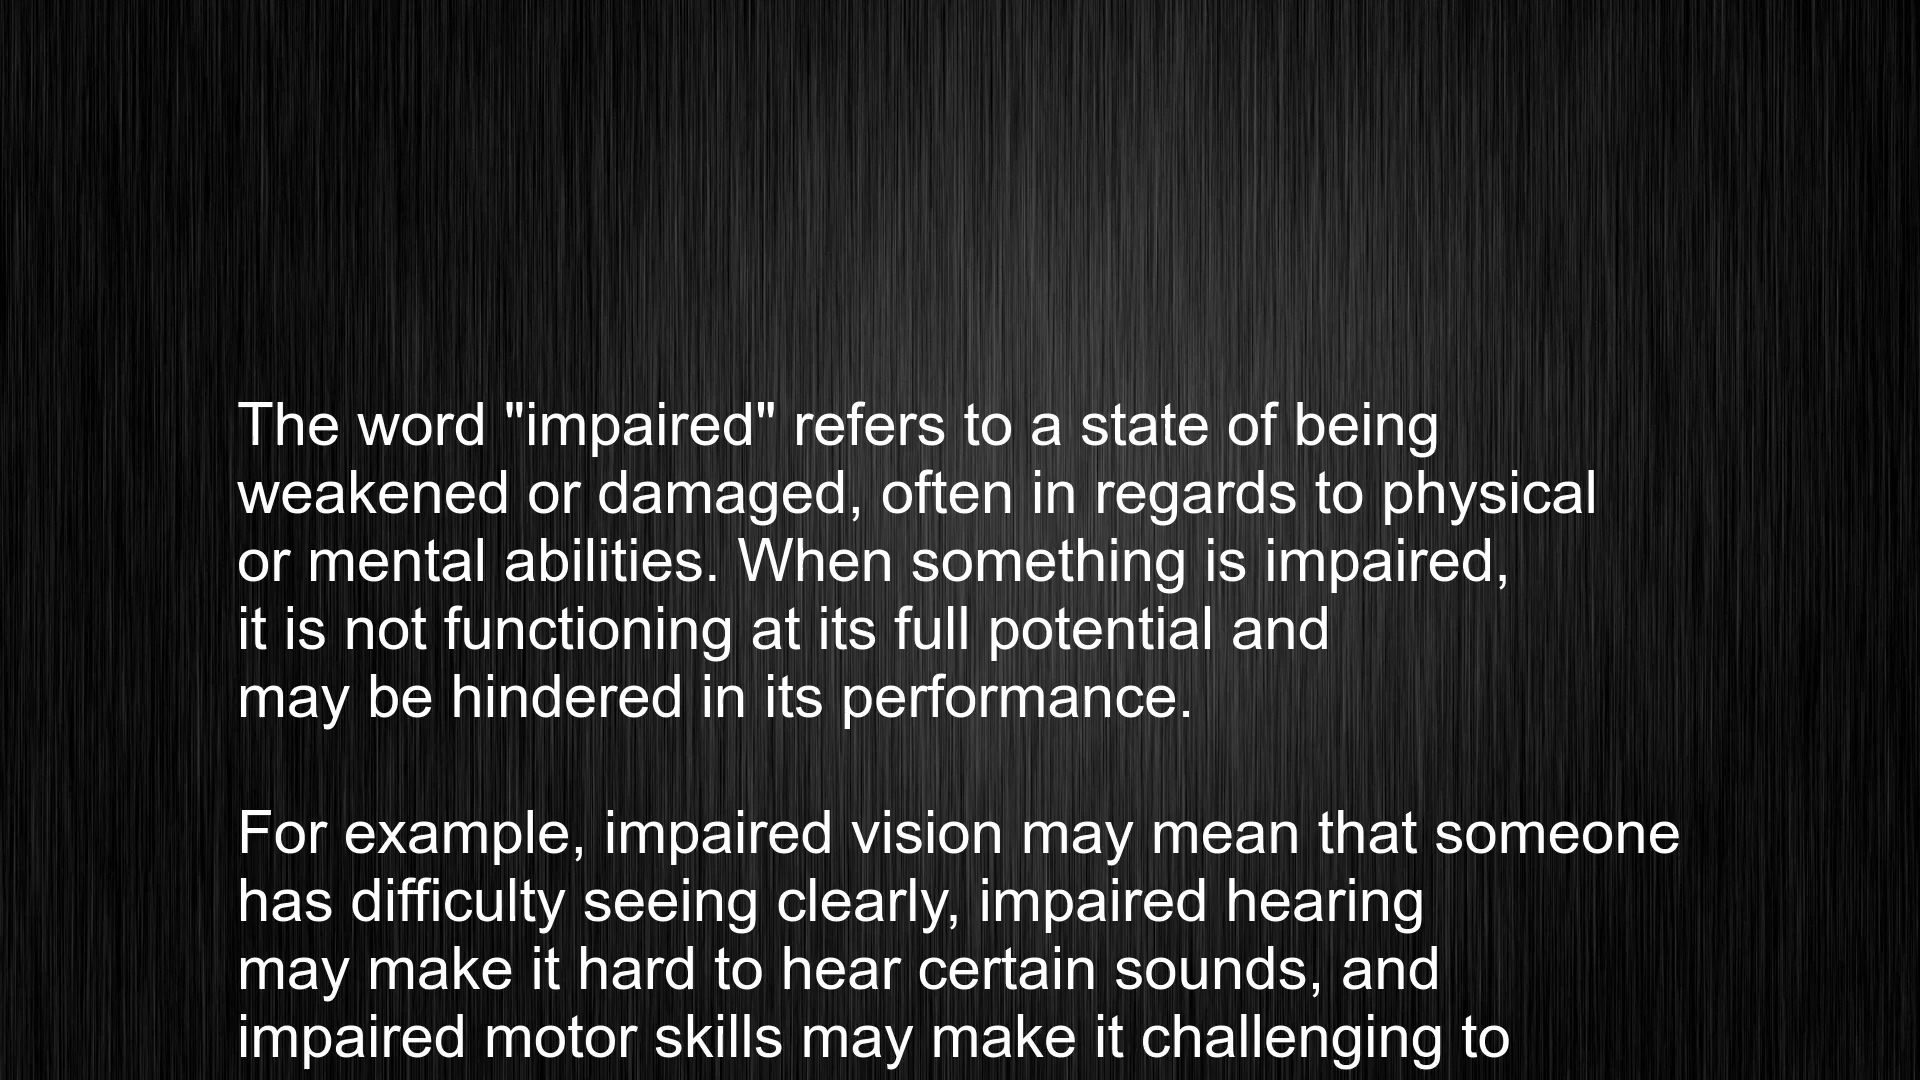 The word "impaired" refers to a state of being
weakened or damaged, often in regards to physical
or mental abilities. When something is impaired,
it is not functioning at its full potential and
may be hindered in its performance.
For example, impaired vision may mean that someone
has difficulty seeing clearly, impaired hearing
may make it hard to hear certain sounds, and
impaired motor skills may make it challenging to